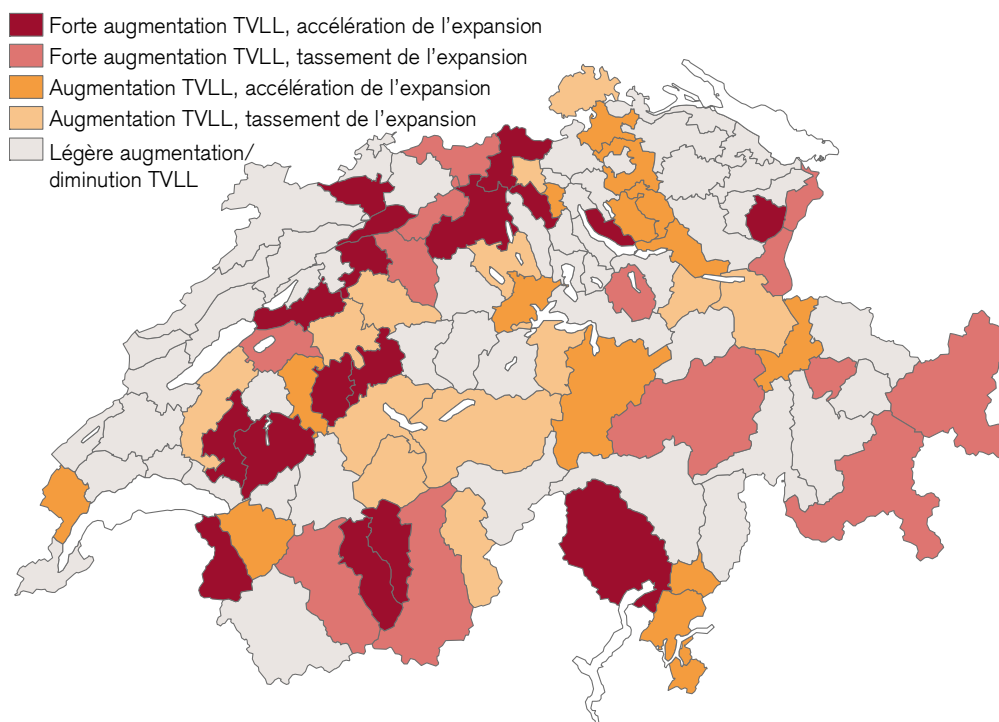 Forte augmentation TVLL, accélération de l’expansion
Forte augmentation TVLL, tassement de l’expansion
Augmentation TVLL, accélération de l’expansion
Augmentation TVLL, tassement de l’expansion
Légère augmentation/
diminution TVLL